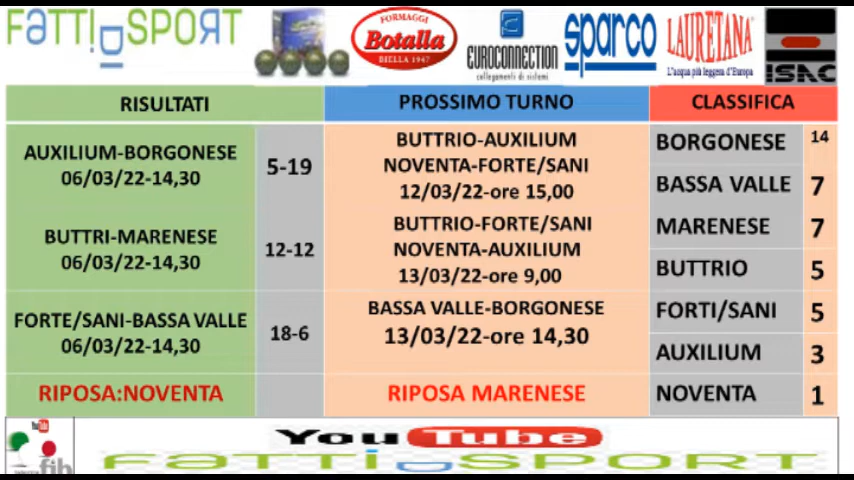 FattidiSPORT
FORMAGGI
Botalla
BIELLA 1947
EUROCONNECTION
collegamenti di sistemi
sparco
LAURETANA
L'acqua più leggera d'Europa
ISAC
RISULTATI
PROSSIMO TURNO
CLASSIFICA
AUXILIUM-BORGONESE
06/03/22-14,30
5-19
BUTTRI-MARENESE
06/03/22-14,30
12-12
FORTE/SANI-BASSA VALLE
06/03/22-14,30
18-6
RIPOSA:NOVENTA
BUTTRIO-AUXILIUM
NOVENTA-FORTE/SANI
12/03/22-ore 15,00
BUTTRIO-FORTE/SANI
NOVENTA-AUXILIUM
13/03/22-ore 9,00
BASSA VALLE-BORGONESE
13/03/22-ore 14,30
RIPOSA MARENESE
BORGONESE 14
BASSA VALLE 7
MARENESE 7
BUTTRIO 5
FORTI/SANI 5
AUXILIUM 3
NOVENTA 1
YouTube
fib
YouTube
FattidiSPORT